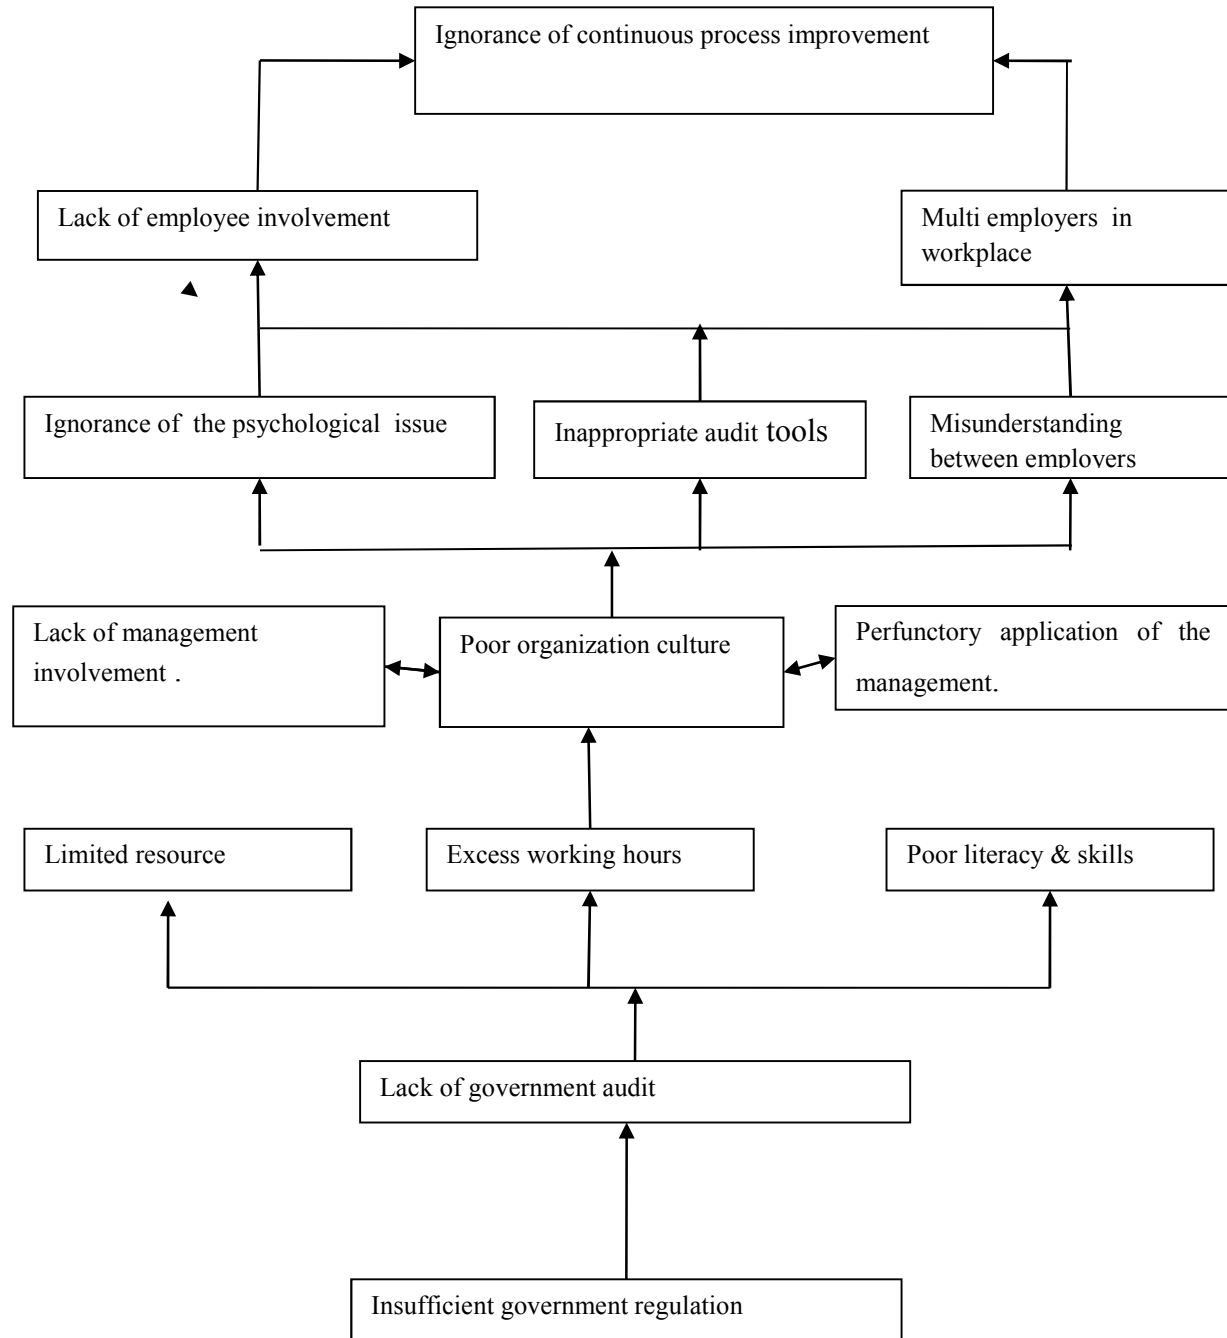 Ignorance of continuous process improvement
Lack of employee involvement
Multi employers in
workplace
Ignorance of the psychological issue
Inappropriate audit tools
Misunderstanding
between employers
Lack of management
involvement .
Poor organization culture
Perfunctory application of the
management.
Limited resource
Excess working hours
Poor literacy & skills
Lack of government audit
Insufficient government regulation